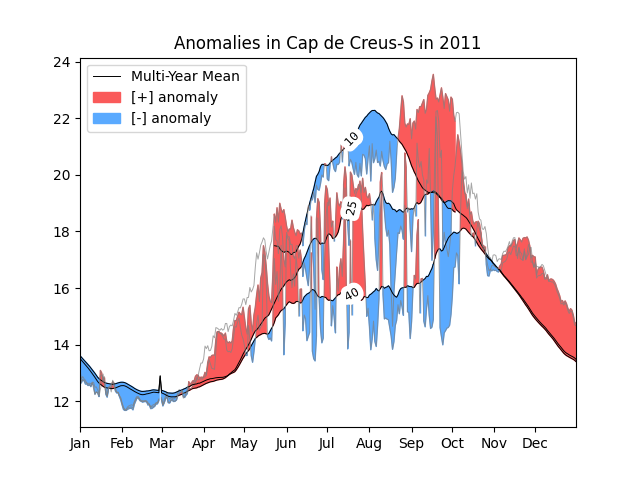 Anomalies in Cap de Creus-S in 2011
24
22
20
18
16
14
12
Multi-Year Mean
[+] anomaly
[-] anomaly
10
25
40
Jan Feb Mar Apr May Jun Jul Aug Sep Oct Nov Dec